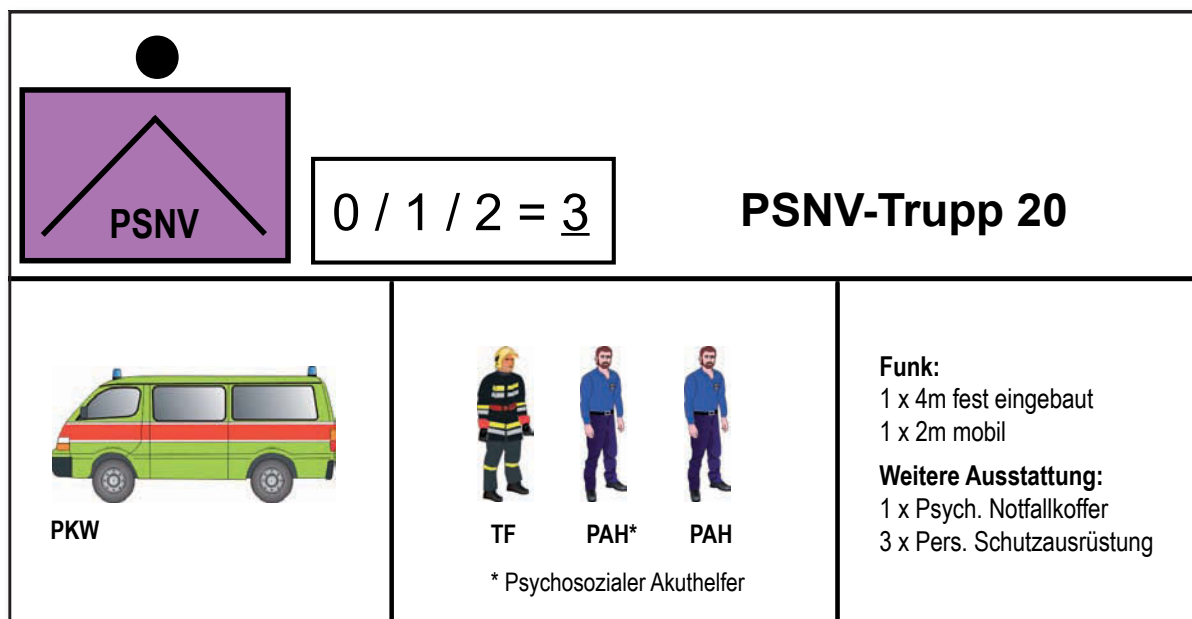 PSNV
0 / 1 / 2 = 3
PSNV-Trupp 20
PKW
TF PAH* PAH
* Psychosozialer Akuthelfer
Funk:
1 x 4m fest eingebaut
1 x 2m mobil
Weitere Ausstattung:
1 x Psych. Notfallkoffer
3 x Pers. Schutzausrüstung